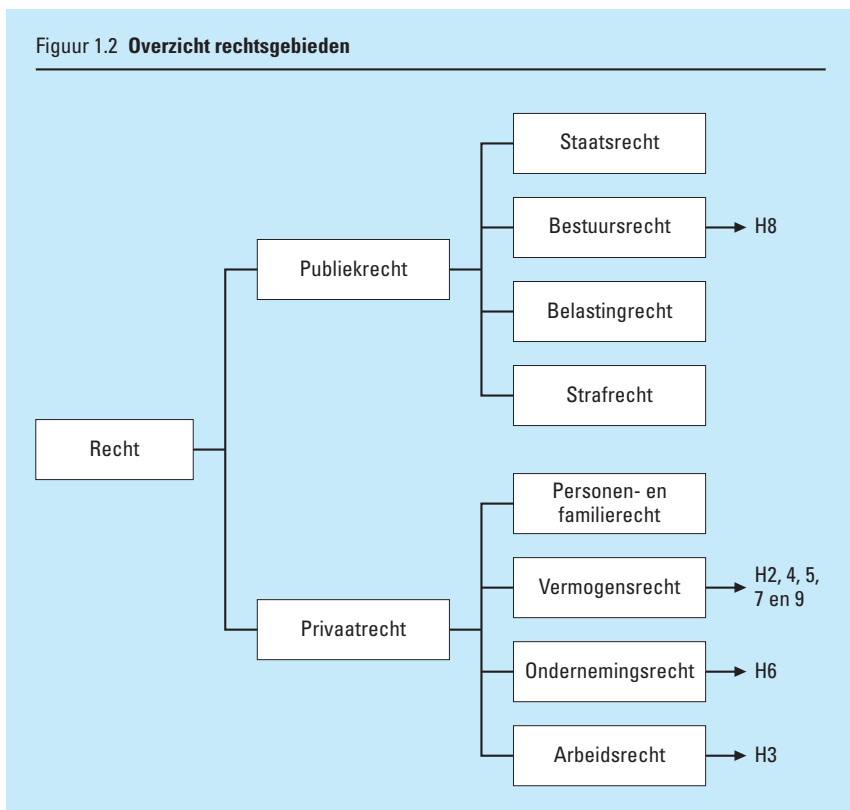 Figuur 1.2 Overzicht rechtsgebieden
Recht
Publiekrecht
Staatsrecht
Bestuursrecht
H8
Belastingrecht
Strafrecht
Privaatrecht
Personen- en
familierecht
Vermogensrecht
H2, 4, 5,
7 en 9
Ondernemingsrecht
H6
Arbeidsrecht
H3